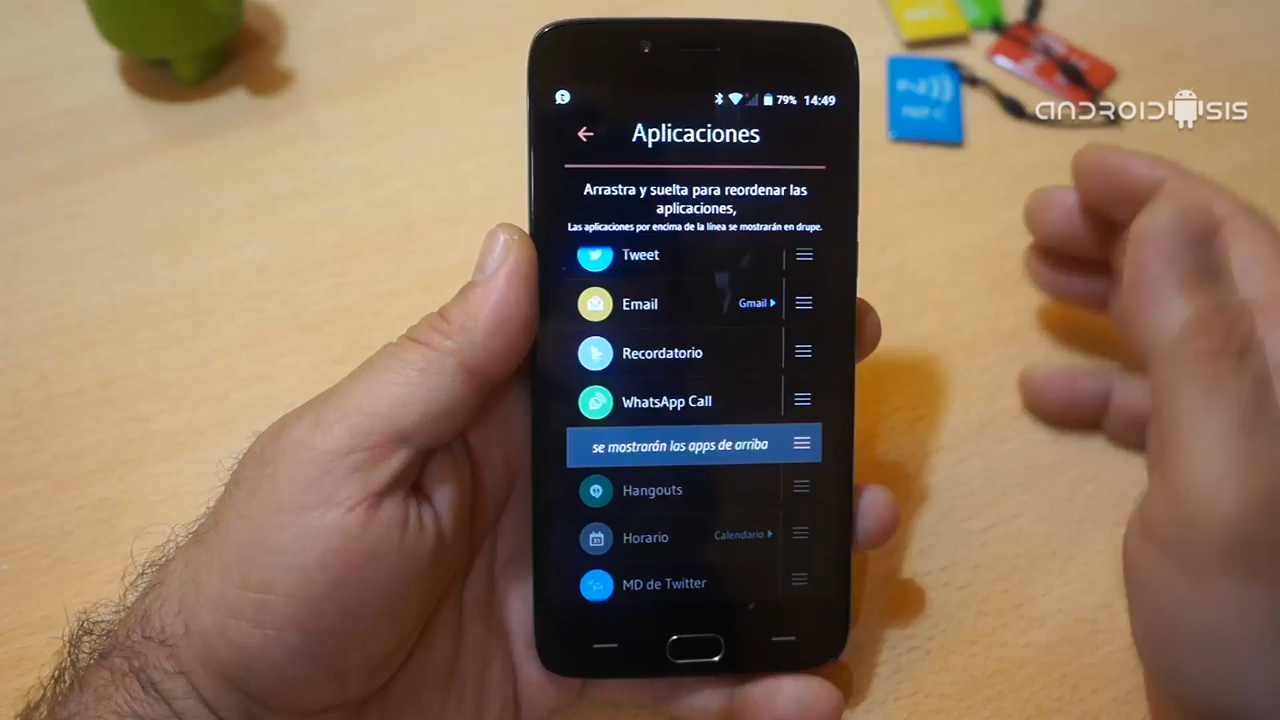 79% 14:49
Aplicaciones
ANDROIDSIS
Arrastra y suelta para reordenar las
aplicaciones,
Las aplicaciones por encima de la línea se mostrarán en drupe.
Tweet
Email Gmail
Recordatorio
WhatsApp Call
se mostrarán las apps de arriba
Hangouts
Horario Calendario
31
MD de Twitter